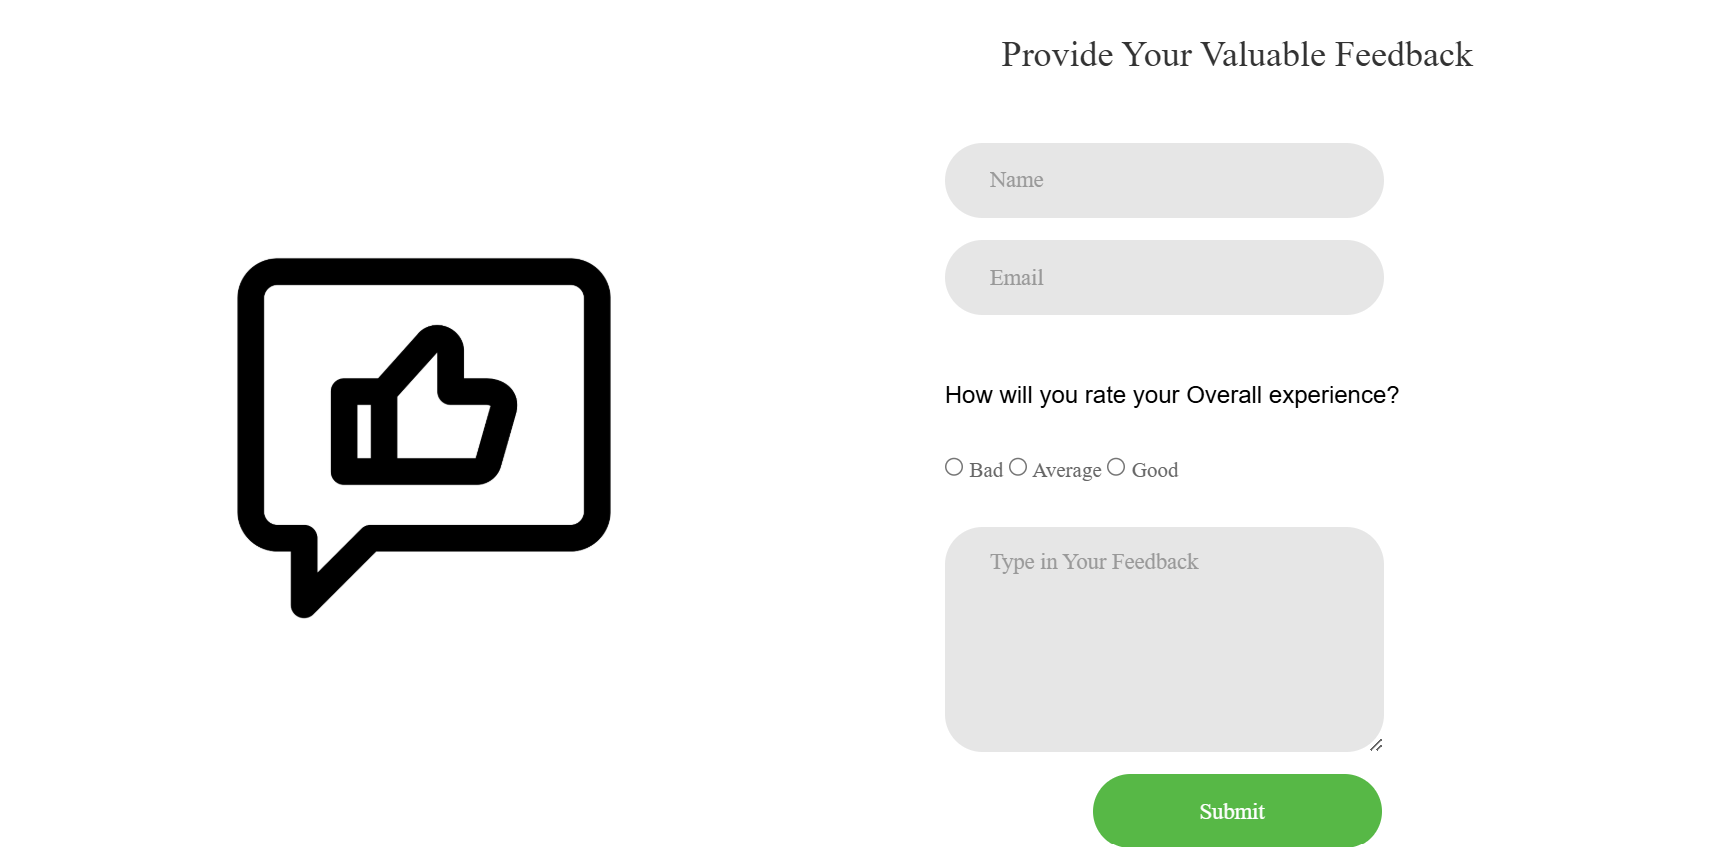 Provide Your Valuable Feedback
Name
Email
How will you rate your Overall experience?
Bad Average Good
Type in Your Feedback
Submit